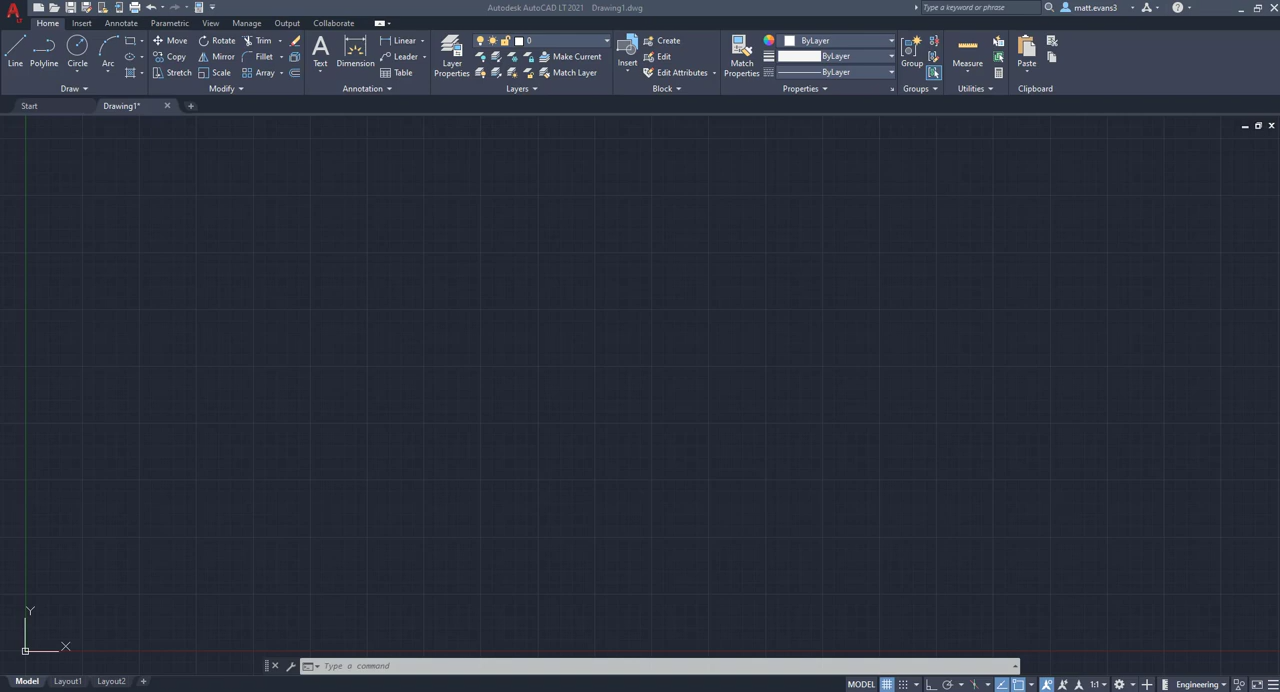 LT
Autodesk AutoCAD LT 2021 Drawing1.dwg
Type a keyword or phrase
matt.evans3
Home Insert Annotate Parametric View Manage Output Collaborate
Line Polyline Circle Arc
Move Rotate Trim
Copy Mirror Fillet
Stretch Scale Array
Text Dimension
Linear
Leader
Table
Layer Properties
0
Make Current
Match Layer
Insert
Create
Edit
Edit Attributes
Match Properties
ByLayer
ByLayer
ByLayer
Group
Measure
Paste
Draw Modify Annotation Layers Block Properties Groups Utilities Clipboard
Start Drawing1*
Y
X
Type a command
Model Layout1 Layout2
MODEL 1:1 Engineering